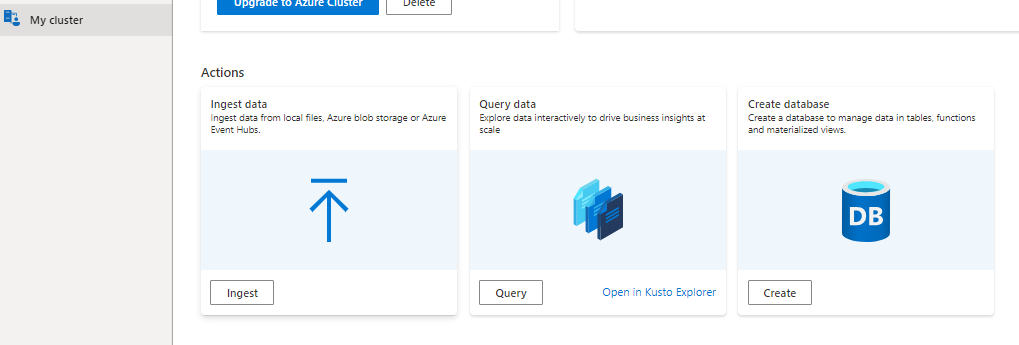 My cluster
Upgrade to Azure Cluster
Delete
Actions
Ingest data
Ingest data from local files, Azure blob storage or Azure
Event Hubs.
Ingest
Query data
Explore data interactively to drive business insights at
scale
Query
Open in Kusto Explorer
Create database
Create a database to manage data in tables, functions
and materialized views.
DB
Create